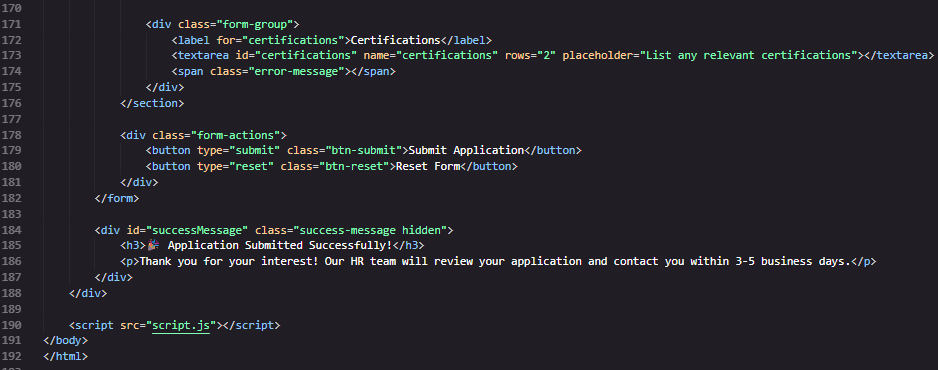 170
171 <div class="form-group">
172 <label for="certifications">Certifications</label>
173 <textarea id="certifications" name="certifications" rows="2" placeholder="List any relevant certifications"></textarea>
174 <span class="error-message"></span>
175 </div>
176 </section>
177
178 <div class="form-actions">
179 <button type="submit" class="btn-submit">Submit Application</button>
180 <button type="reset" class="btn-reset">Reset Form</button>
181 </div>
182 </form>
183
184 <div id="successMessage" class="success-message hidden">
185 <h3>🎉 Application Submitted Successfully!</h3>
186 <p>Thank you for your interest! Our HR team will review your application and contact you within 3-5 business days.</p>
187 </div>
188 </div>
189
190 <script src="script.js"></script>
191 </body>
192 </html>